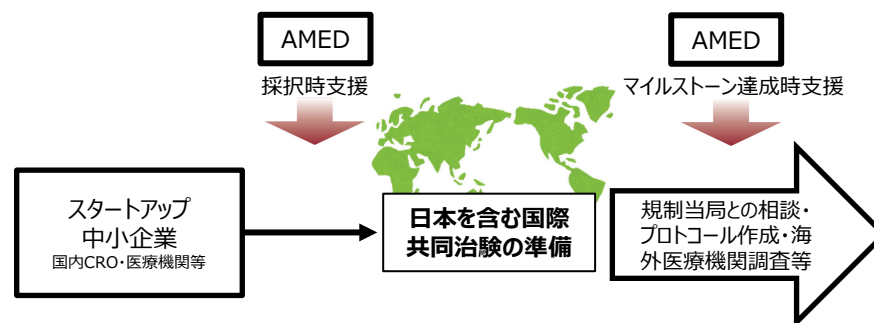 AMED
採択時支援
AMED
マイルストーン達成時支援
スタートアップ
中小企業
国内CRO・医療機関等
日本を含む国際
共同治験の準備
規制当局との相談・
プロトコール作成・海
外医療機関調査等